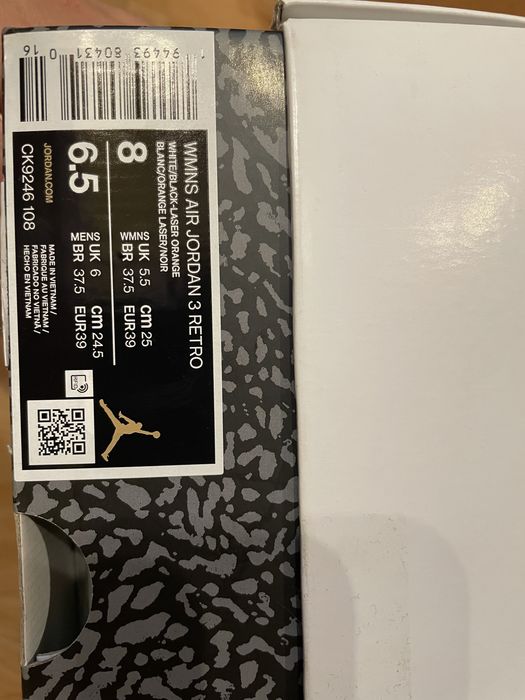 WMNS AIR JORDAN 3 RETRO
WHITE/BLACK-LASER ORANGE
BLANC/ORANGE LASER/NOIR
8
WMNS UK 5.5 cm 25
BR 37.5 EUR39
6.5
MENS UK 6 cm 24.5
BR 37.5 EUR39
JORDAN.COM
CK9246 108
MADE IN VIETNAM/
FABRIQUE AU VIETNAM/
FABRICADO NO VIETNÃ/
HECHO EN VIETNAM
1 94493 80431 0 16